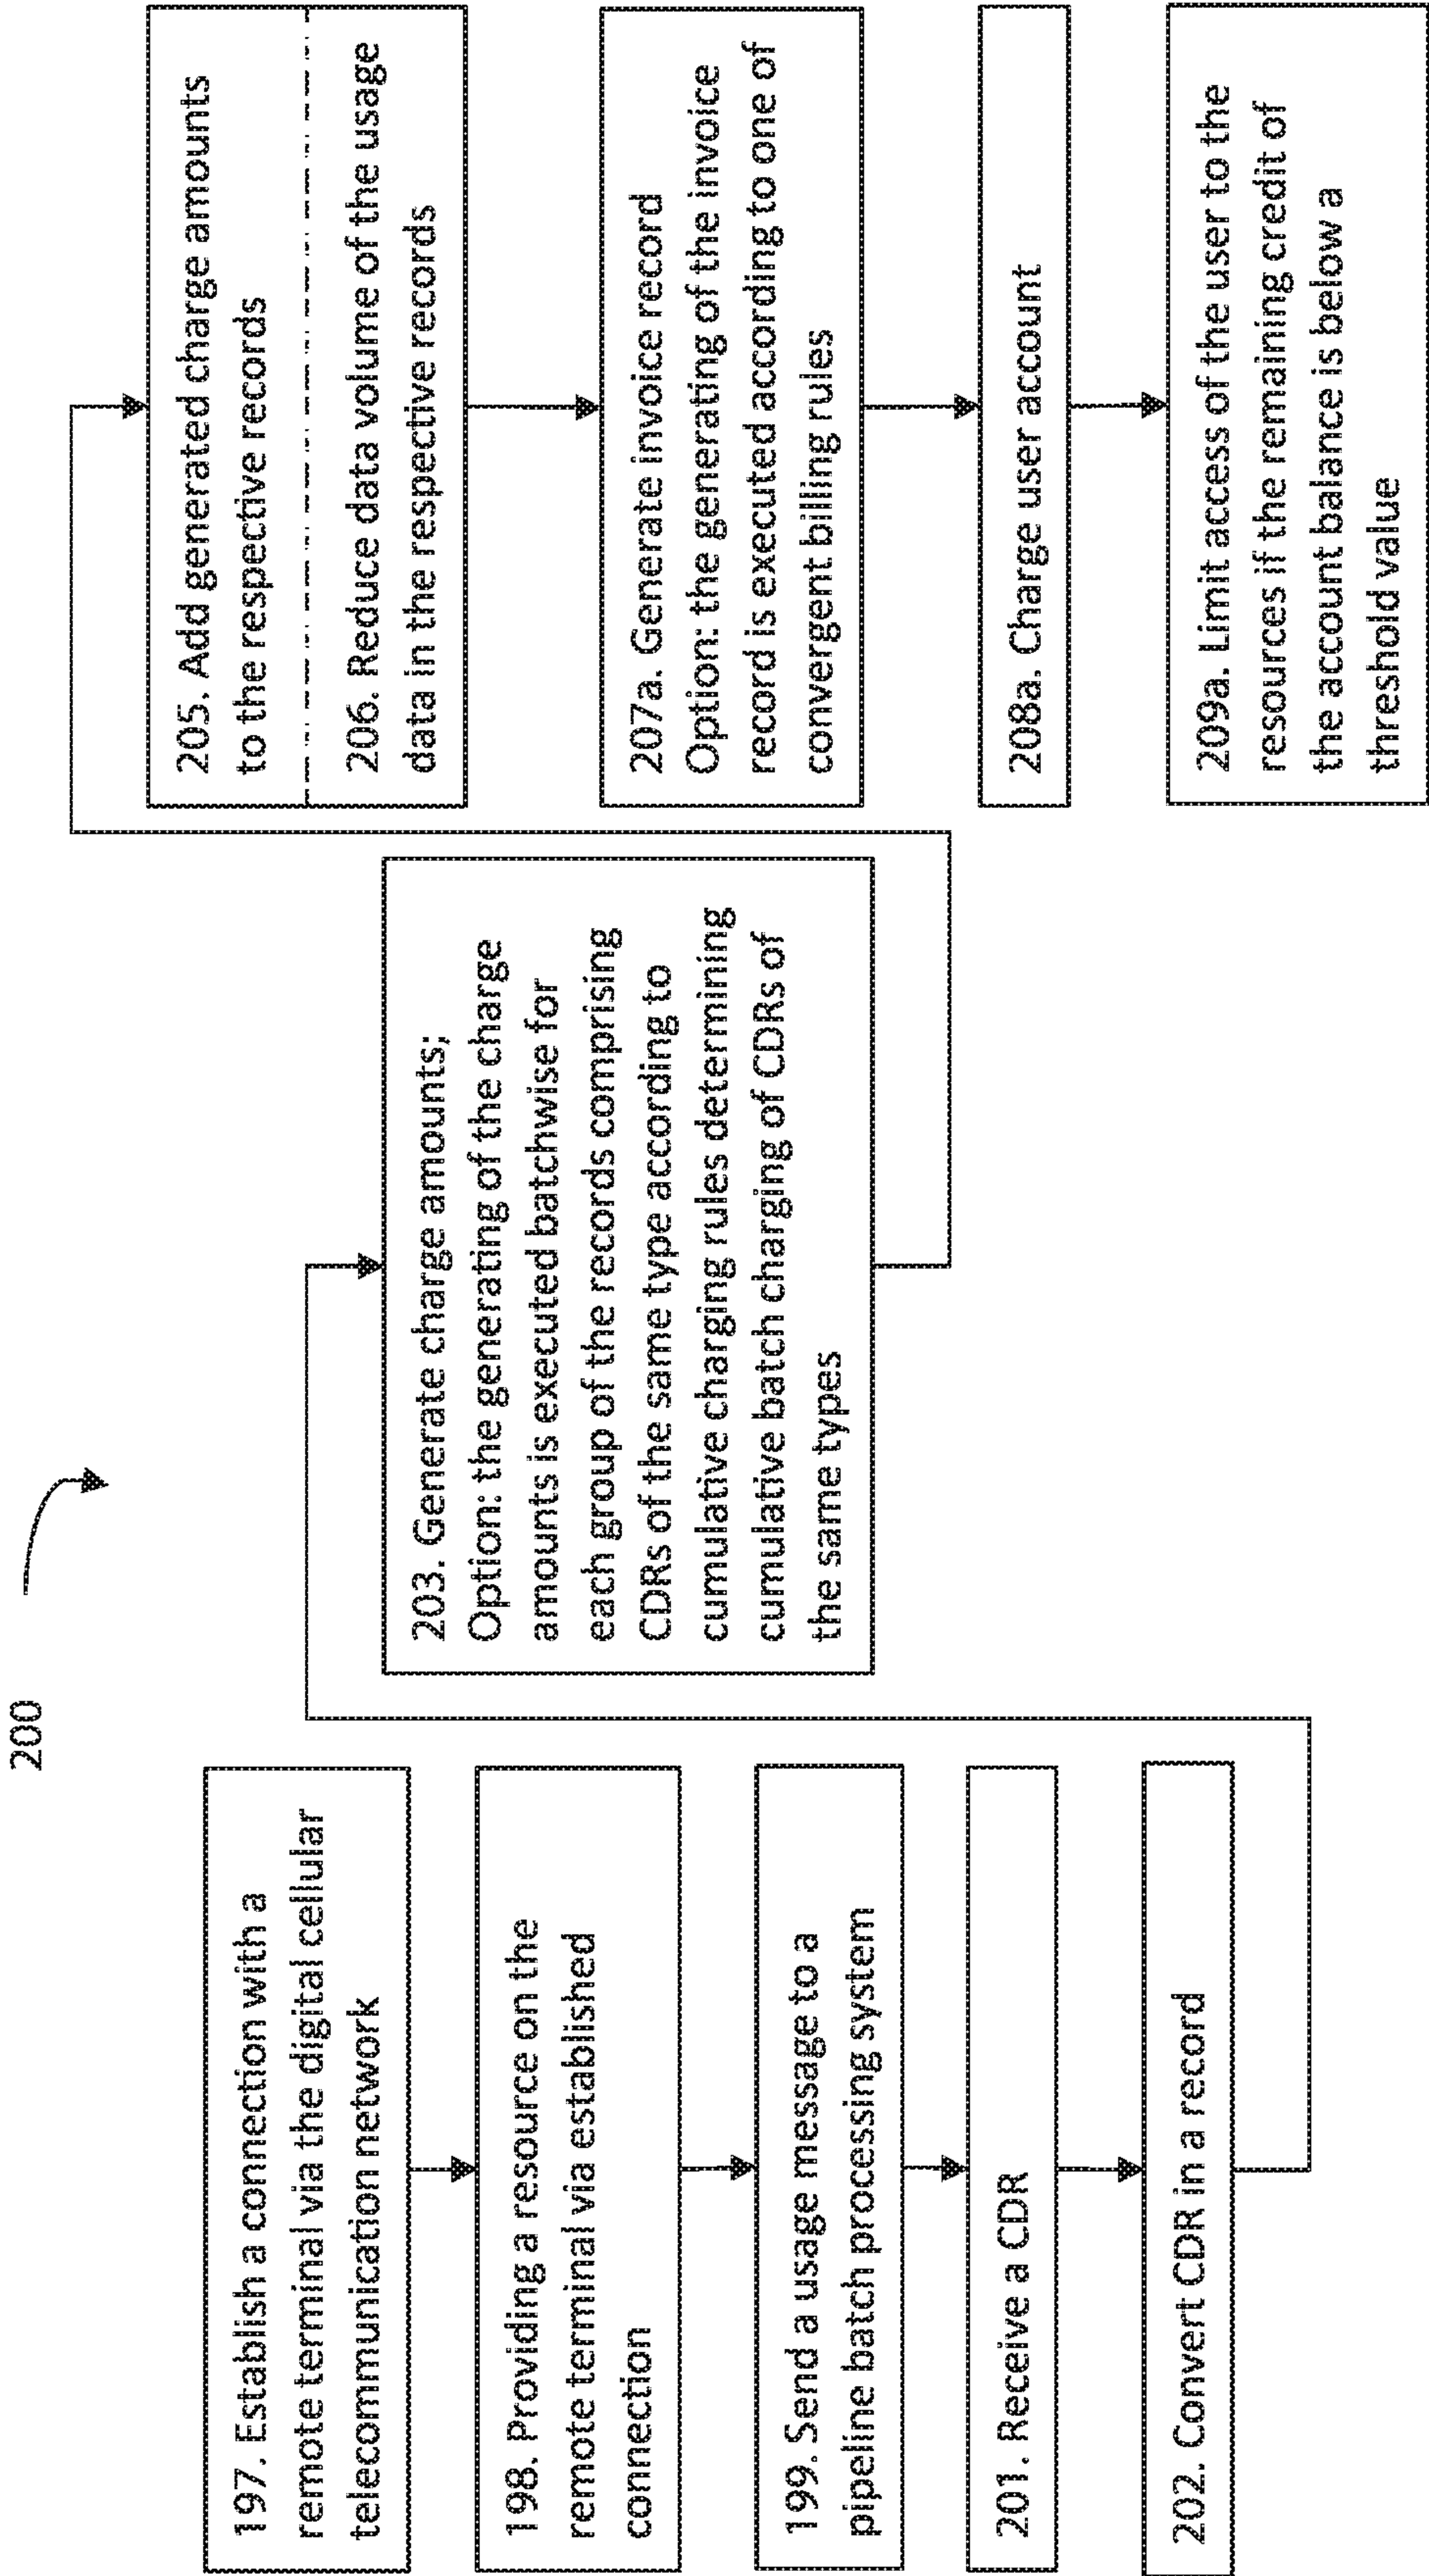 200
197. Establish a connection with a
remote terminal via the digital cellular
telecommunication network
198. Providing a resource on the
remote terminal via established
connection
199. Send a usage message to a
pipeline batch processing system
201. Receive a CDR
202. Convert CDR in a record
203. Generate charge amounts;
Option: the generating of the charge
amounts is executed batchwise for
each group of the records comprising
CDRs of the same type according to
cumulative charging rules determining
cumulative batch charging of CDRs of
the same types
205. Add generated charge amounts
to the respective records
206. Reduce data volume of the usage
data in the respective records
207a. Generate invoice record
Option: the generating of the invoice
record is executed according to one of
convergent billing rules
208a. Charge user account
209a. Limit access of the user to the
resources if the remaining credit of
the account balance is below a
threshold value